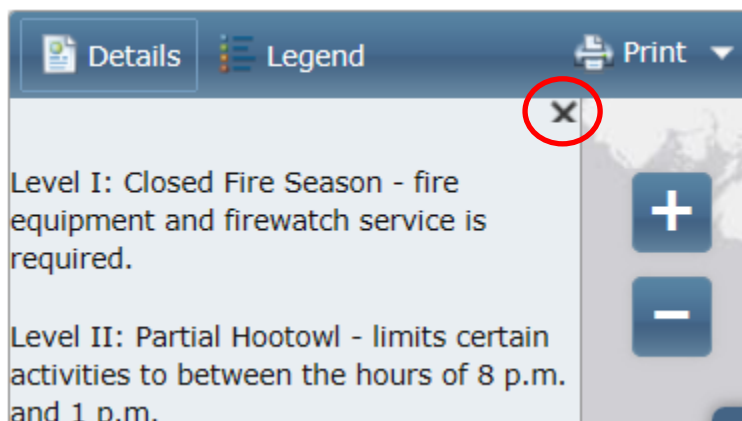 Details Legend Print
Level I: Closed Fire Season - fire
equipment and firewatch service is
required.
Level II: Partial Hootowl - limits certain
activities to between the hours of 8 p.m.
and 1 p.m.